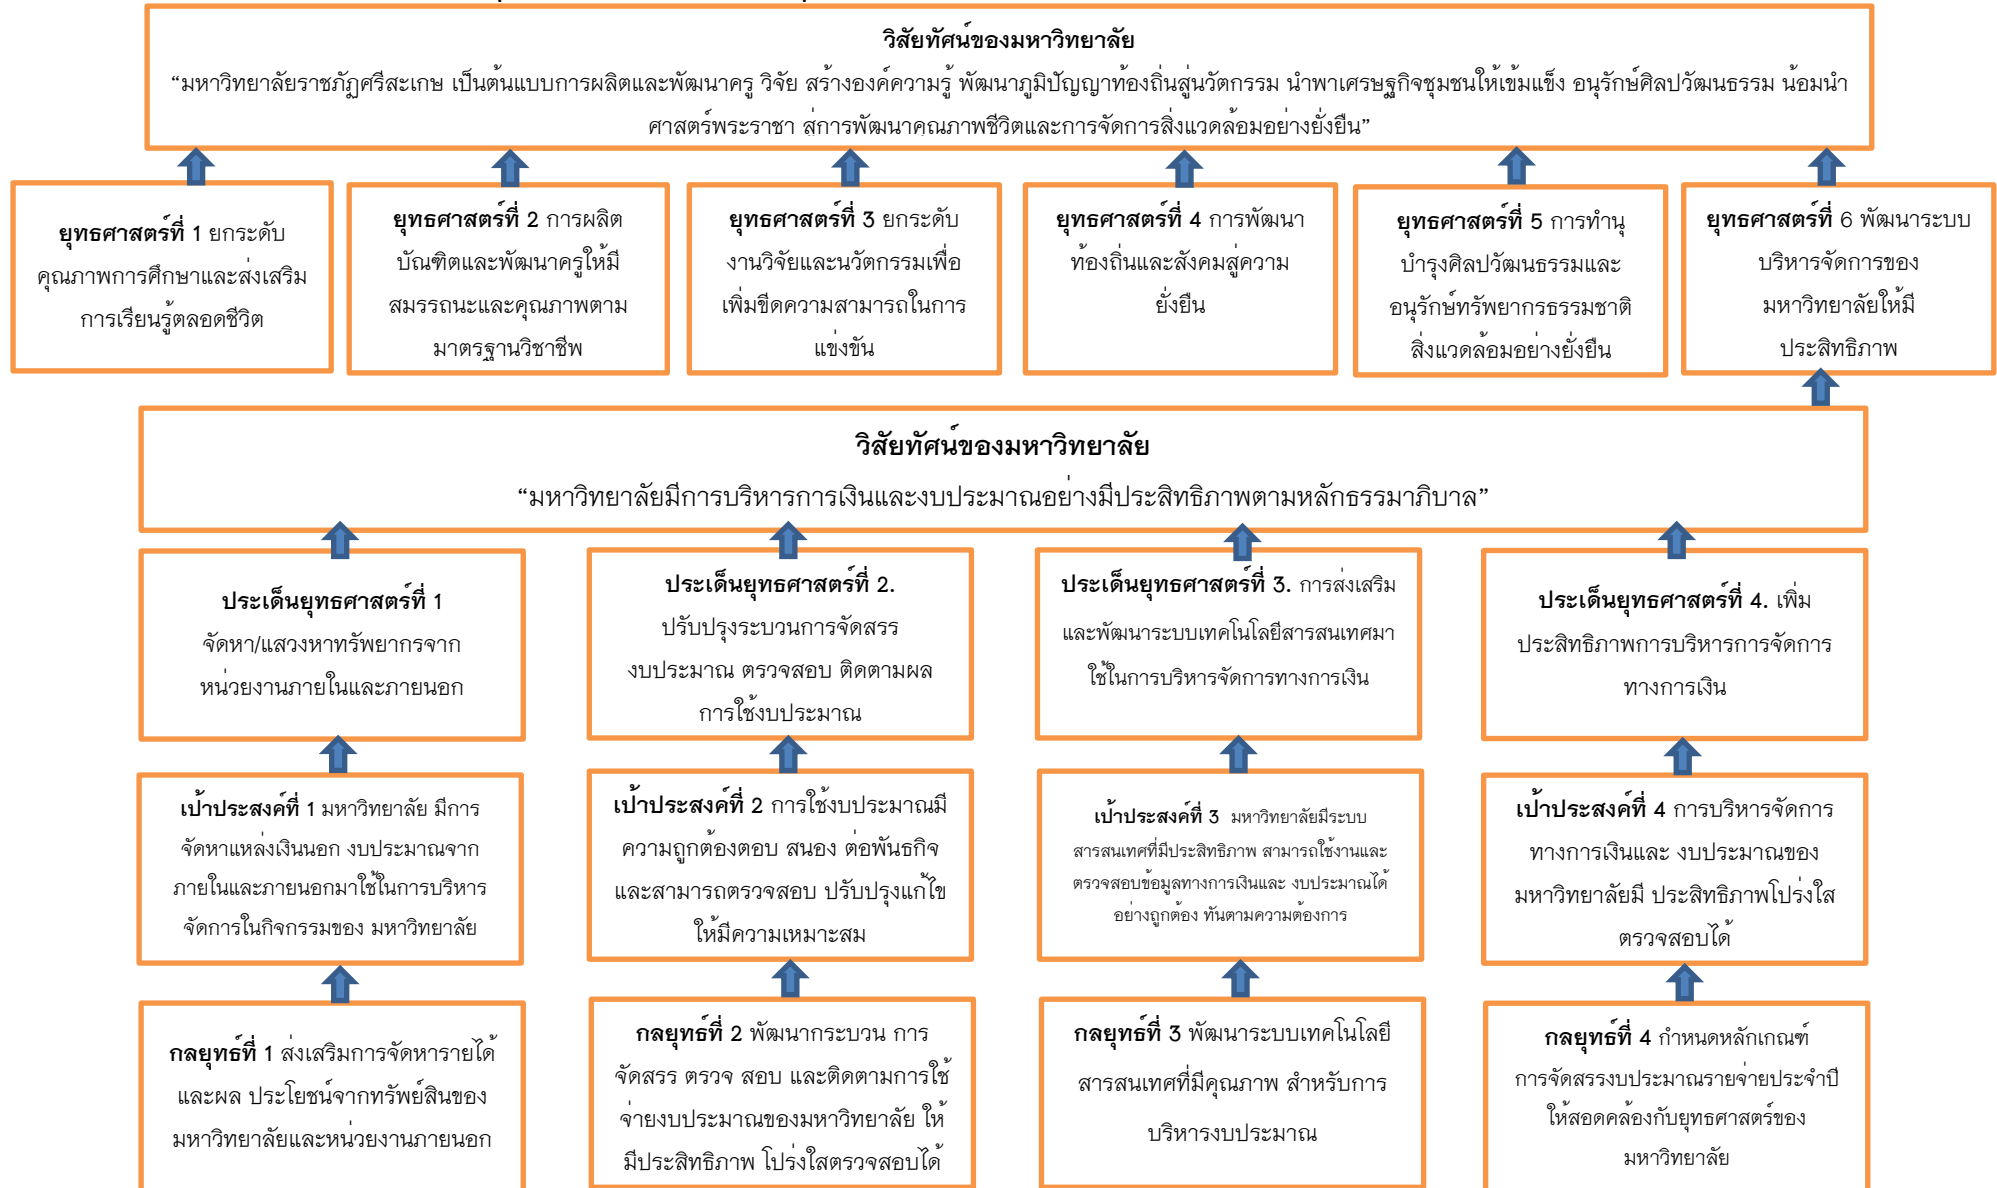 วิสัยทัศน์ของมหาวิทยาลัย
“มหาวิทยาลัยราชภัฏศรีสะเกษ เป็นต้นแบบการผลิตและพัฒนาครู วิจัย สร้างองค์ความรู้ พัฒนาภูมิปัญญาท้องถิ่นสู่นวัตกรรม นำพาเศรษฐกิจชุมชนให้เข้มแข็ง อนุรักษ์ศิลปวัฒนธรรม น้อมนำ
ศาสตร์พระราชา สู่การพัฒนาคุณภาพชีวิตและการจัดการสิ่งแวดล้อมอย่างยั่งยืน”
ยุทธศาสตร์ที่ 1 ยกระดับ
คุณภาพการศึกษาและส่งเสริม
การเรียนรู้ตลอดชีวิต
ยุทธศาสตร์ที่ 2 การผลิต
บัณฑิตและพัฒนาครูให้มี
สมรรถนะและคุณภาพตาม
มาตรฐานวิชาชีพ
ยุทธศาสตร์ที่ 3 ยกระดับ
งานวิจัยและนวัตกรรมเพื่อ
เพิ่มขีดความสามารถในการ
แข่งขัน
ยุทธศาสตร์ที่ 4 การพัฒนา
ท้องถิ่นและสังคมสู่ความ
ยั่งยืน
ยุทธศาสตร์ที่ 5 การทำนุ
บำรุงศิลปวัฒนธรรมและ
อนุรักษ์ทรัพยากรธรรมชาติ
สิ่งแวดล้อมอย่างยั่งยืน
ยุทธศาสตร์ที่ 6 พัฒนาระบบ
บริหารจัดการของ
มหาวิทยาลัยให้มี
ประสิทธิภาพ
วิสัยทัศน์ของมหาวิทยาลัย
“มหาวิทยาลัยมีการบริหารการเงินและงบประมาณอย่างมีประสิทธิภาพตามหลักธรรมาภิบาล”
ประเด็นยุทธศาสตร์ที่ 1
จัดหา/แสวงหาทรัพยากรจาก
หน่วยงานภายในและภายนอก
ประเด็นยุทธศาสตร์ที่ 2.
ปรับปรุงระบวนการจัดสรร
งบประมาณ ตรวจสอบ ติดตามผล
การใช้งบประมาณ
ประเด็นยุทธศาสตร์ที่ 3. การส่งเสริม
และพัฒนาระบบเทคโนโลยีสารสนเทศมา
ใช้ในการบริหารจัดการทางการเงิน
ประเด็นยุทธศาสตร์ที่ 4. เพิ่ม
ประสิทธิภาพการบริหารการจัดการ
ทางการเงิน
เป้าประสงค์ที่ 1 มหาวิทยาลัย มีการ
จัดหาแหล่งเงินนอก งบประมาณจาก
ภายในและภายนอกมาใช้ในการบริหาร
จัดการในกิจกรรมของ มหาวิทยาลัย
เป้าประสงค์ที่ 2 การใช้งบประมาณมี
ความถูกต้องตอบ สนอง ต่อพันธกิจ
และสามารถตรวจสอบ ปรับปรุงแก้ไข
ให้มีความเหมาะสม
เป้าประสงค์ที่ 3 มหาวิทยาลัยมีระบบ
สารสนเทศที่มีประสิทธิภาพ สามารถใช้งานและ
ตรวจสอบข้อมูลทางการเงินและ งบประมาณได้
อย่างถูกต้อง ทันตามความต้องการ
เป้าประสงค์ที่ 4 การบริหารจัดการ
ทางการเงินและ งบประมาณของ
มหาวิทยาลัยมี ประสิทธิภาพโปร่งใส
ตรวจสอบได้
กลยุทธ์ที่ 1 ส่งเสริมการจัดหารายได้
และผล ประโยชน์จากทรัพย์สินของ
มหาวิทยาลัยและหน่วยงานภายนอก
กลยุทธ์ที่ 2 พัฒนากระบวน การ
จัดสรร ตรวจ สอบ และติดตามการใช้
จ่ายงบประมาณของมหาวิทยาลัย ให้
มีประสิทธิภาพ โปร่งใสตรวจสอบได้
กลยุทธ์ที่ 3 พัฒนาระบบเทคโนโลยี
สารสนเทศที่มีคุณภาพ สำหรับการ
บริหารงบประมาณ
กลยุทธ์ที่ 4 กำหนดหลักเกณฑ์
การจัดสรรงบประมาณรายจ่ายประจำปี
ให้สอดคล้องกับยุทธศาสตร์ของ
มหาวิทยาลัย